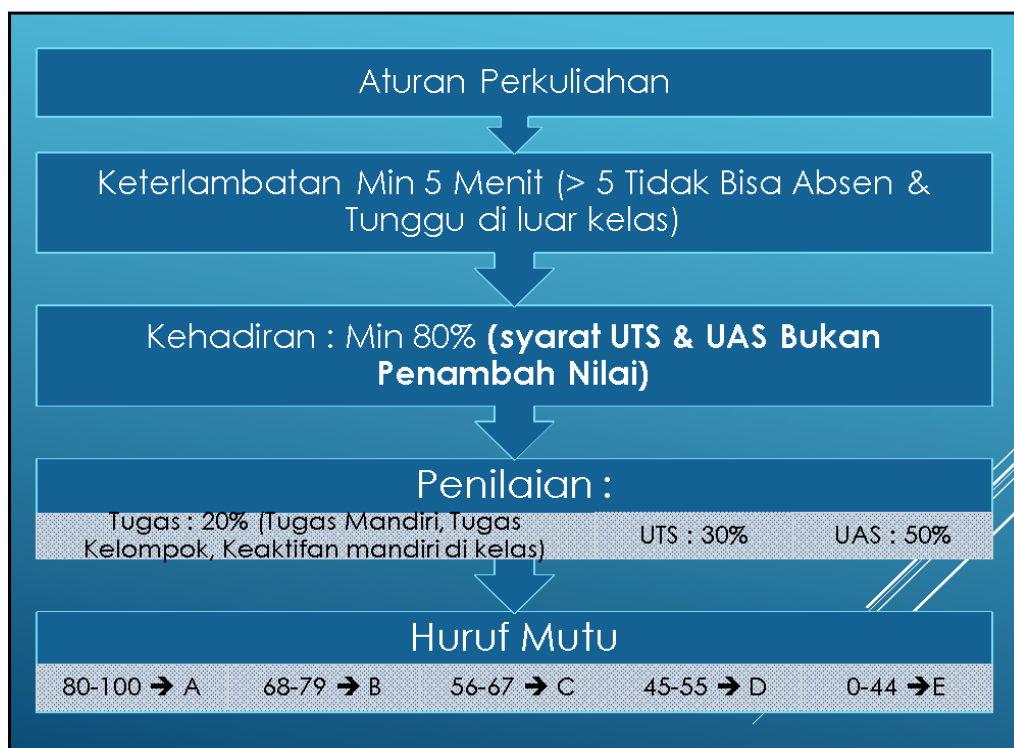 Aturan Perkuliahan
Keterlambatan Min 5 Menit (> 5 Tidak Bisa Absen &
Tunggu di luar kelas)
Kehadiran : Min 80% (syarat UTS & UAS Bukan
Penambah Nilai)
Penilaian :
Tugas : 20% (Tugas Mandiri, Tugas
Kelompok, Keaktifan mandiri di kelas)
UTS : 30%
UAS : 50%
Huruf Mutu
80-100 ➔ A
68-79 ➔ B
56-67 ➔ C
45-55 ➔ D
0-44 ➔E